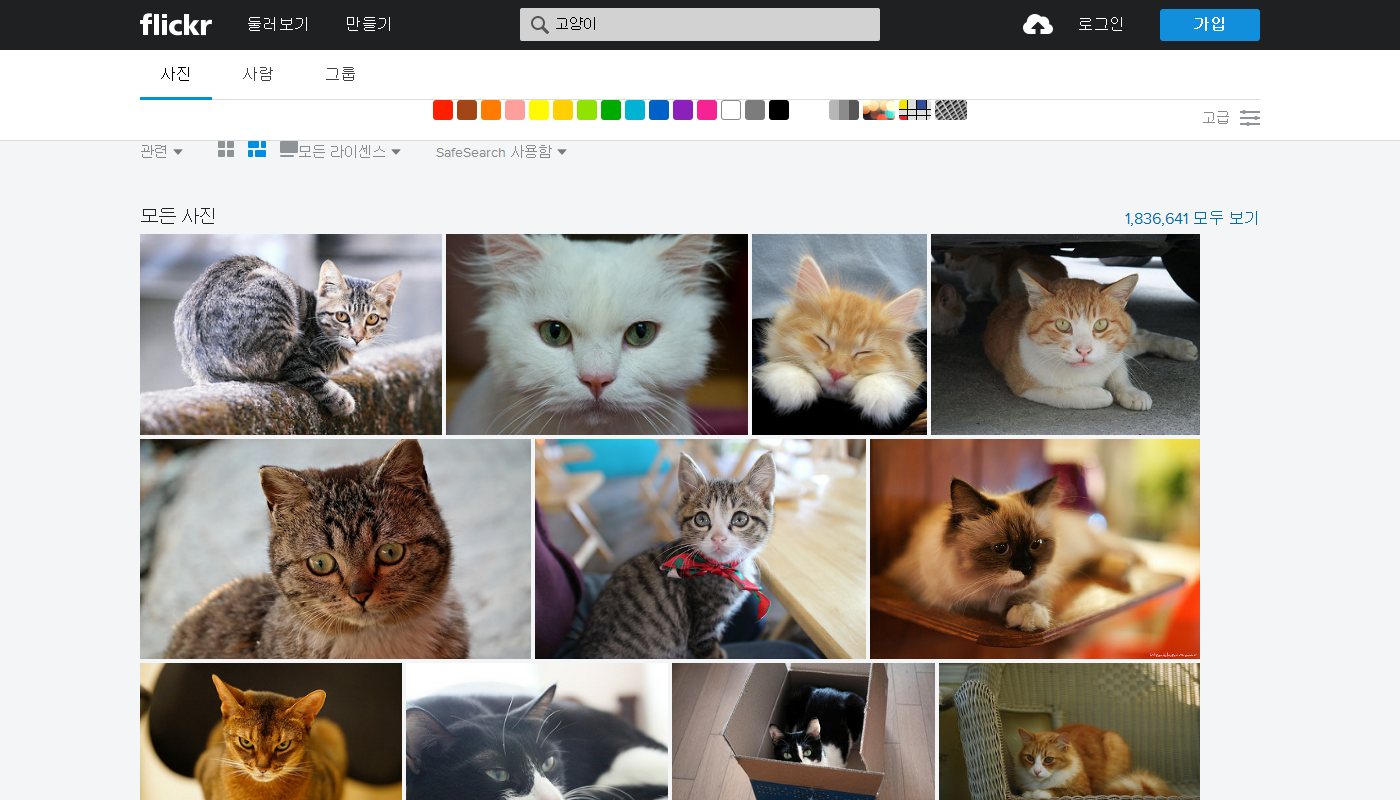 flickr 둘러보기 만들기 고양이 로그인 가입
사진 사람 그룹
고급
관련 모든 라이센스 SafeSearch 사용함
모든 사진 1,836,641 모두 보기